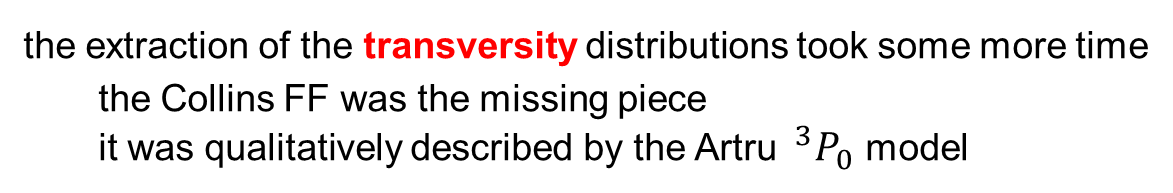 the extraction of the transversity distributions took some more time
the Collins FF was the missing piece
it was qualitatively described by the Artru ³P₀ model